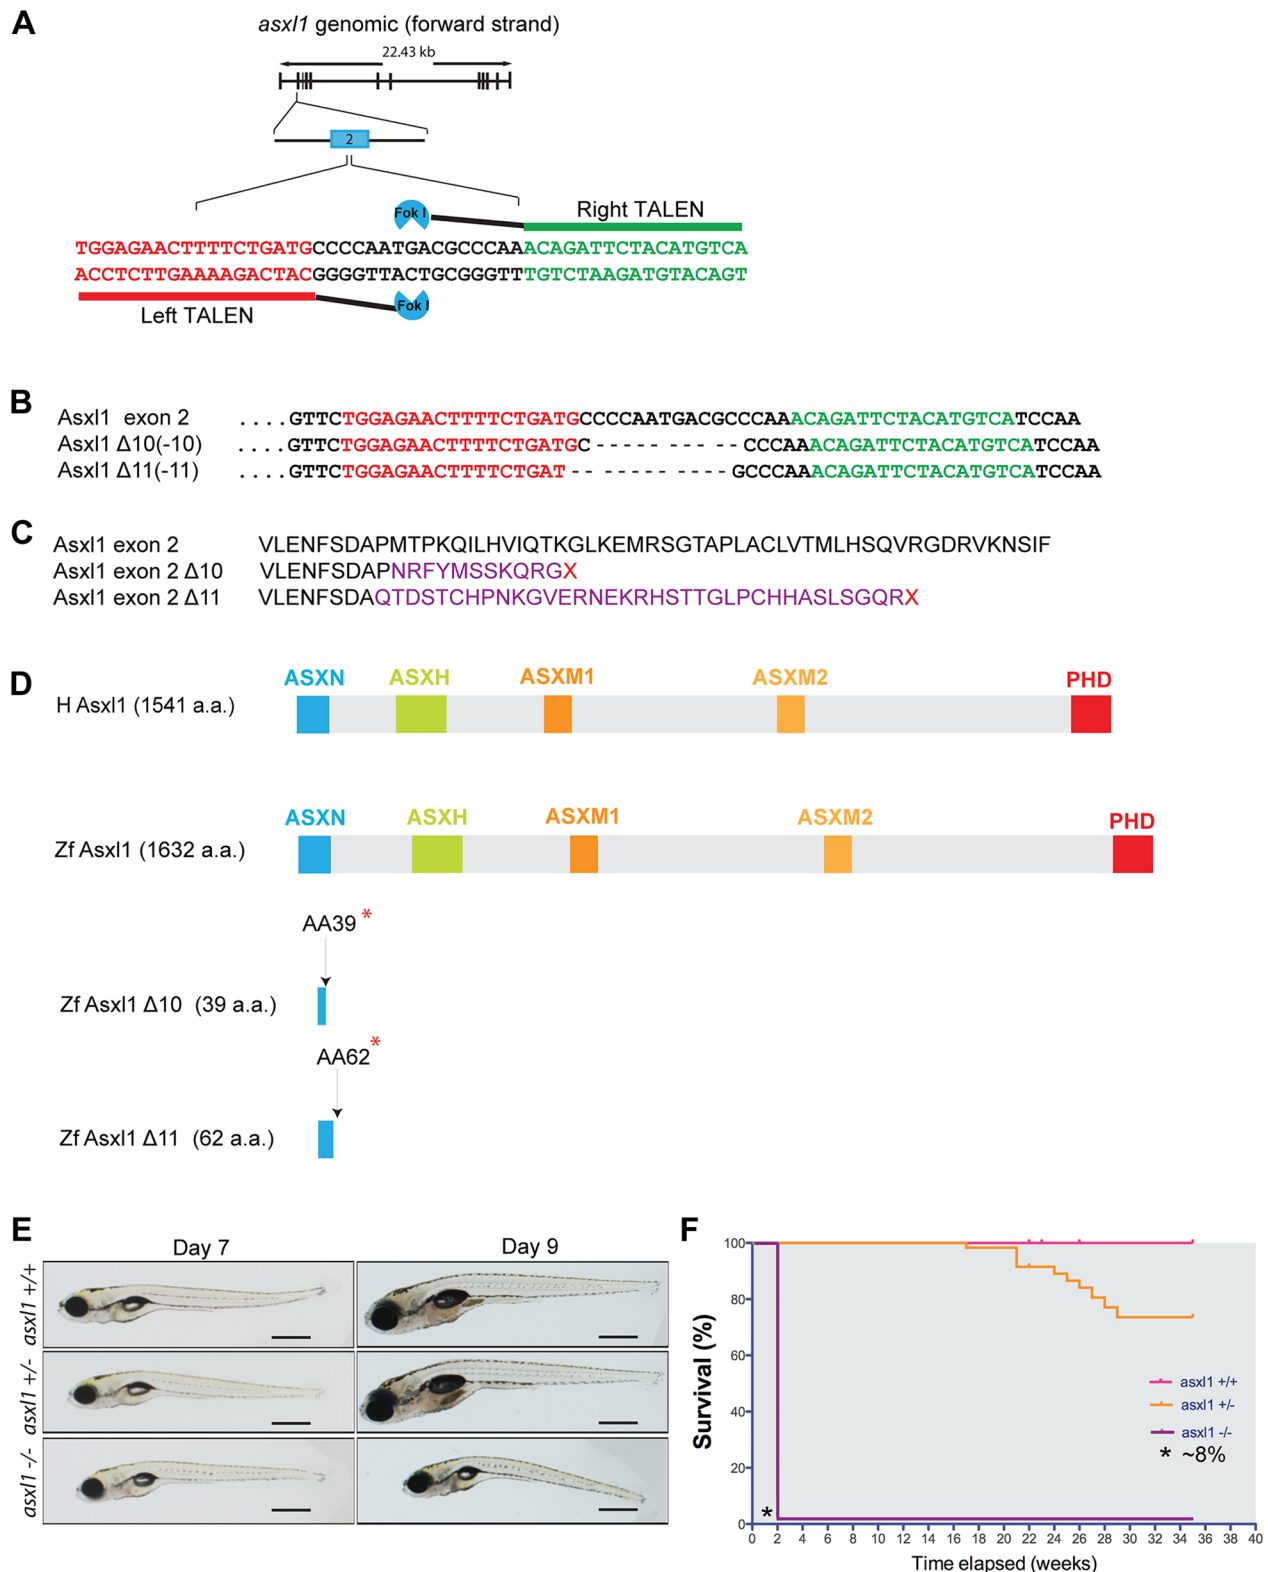 A
asxl1 genomic (forward strand)
22.43 kb
2
Fok I
Right TALEN
TGGAGAACTTTTCTGATGCCCCCAATGACGCCCAAACAGATTCTACATGTCA
ACCTCTTGAAAAGACTACGGGGGTTACTGCGGGTTTGTCTAAGATGTACAGT
Left TALEN
Fok I
B
Asxl1 exon 2 ....GTTCTGGAGAACTTTTCTGATGCCCCCAATGACGCCCAAACAGATTCTACATGTCATCCAA
Asxl1 Δ10(-10) ....GTTCTGGAGAACTTTTCTGATGC- - - - - - - - - -CCCAAACAGATTCTACATGTCATCCAA
Asxl1 Δ11(-11) ....GTTCTGGAGAACTTTTCTGAT- - - - - - - - - - -GCCCAAACAGATTCTACATGTCATCCAA
C
Asxl1 exon 2 VLENFSDAPMTPKQILHVIQTKGLKEMRSGTAPLACLVTMLHSQVRGDRVKNSIF
Asxl1 exon 2 Δ10 VLENFSDAPNRFYMSSKQRGX
Asxl1 exon 2 Δ11 VLENFSDAQTDSTCHPNKGVERNEKRHSTTGLPCHHASLSGQRX
D
ASXN ASXH ASXM1 ASXM2 PHD
H Asxl1 (1541 a.a.)
ASXN ASXH ASXM1 ASXM2 PHD
Zf Asxl1 (1632 a.a.)
AA39 *
Zf Asxl1 Δ10 (39 a.a.)
AA62 *
Zf Asxl1 Δ11 (62 a.a.)
E
Day 7 Day 9
asxl1 +/+
asxl1 +/-
asxl1 -/-
F
Survival (%)
100
80
60
40
20
0
asxl1 +/+
asxl1 +/-
asxl1 -/-
* ~8%
*
0 2 4 6 8 10 12 14 16 18 20 22 24 26 28 30 32 34 36 38 40
Time elapsed (weeks)